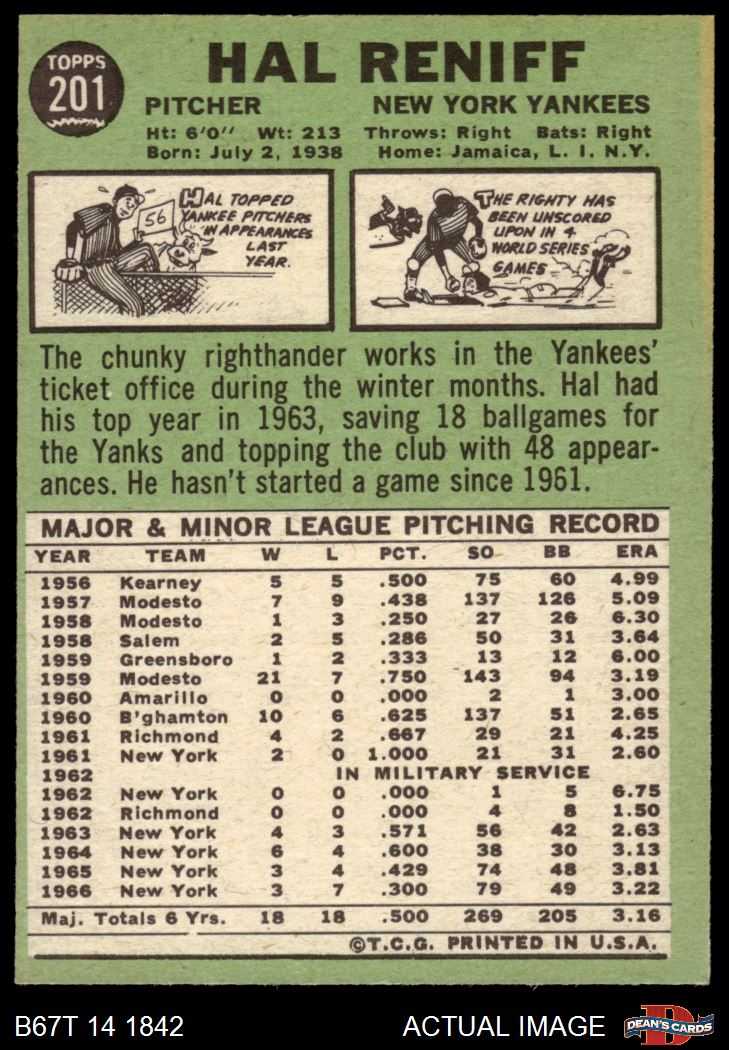 TOPPS
201
HAL RENIFF
PITCHER NEW YORK YANKEES
Ht: 6'0" Wt: 213 Throws: Right Bats: Right
Born: July 2, 1938 Home: Jamaica, L. I. N.Y.
56
HAL TOPPED
YANKEE PITCHERS
IN APPEARANCES
LAST
YEAR.
THE RIGHTY HAS
BEEN UNSCORED
UPON IN 4
WORLD SERIES
GAMES
The chunky righthander works in the Yankees'
ticket office during the winter months. Hal had
his top year in 1963, saving 18 ballgames for
the Yanks and topping the club with 48 appear-
ances. He hasn't started a game since 1961.
MAJOR & MINOR LEAGUE PITCHING RECORD
YEAR TEAM W L PCT. SO BB ERA
1956 Kearney 5 5 .500 75 60 4.99
1957 Modesto 7 9 .438 137 126 5.09
1958 Modesto 1 3 .250 27 26 6.30
1958 Salem 2 5 .286 50 31 3.64
1959 Greensboro 1 2 .333 13 12 6.00
1959 Modesto 21 7 .750 143 94 3.19
1960 Amarillo 0 0 .000 2 1 3.00
1960 B'ghamton 10 6 .625 137 51 2.65
1961 Richmond 4 2 .667 29 21 4.25
1961 New York 2 0 1.000 21 31 2.60
1962 IN MILITARY SERVICE
1962 New York 0 0 .000 1 5 6.75
1962 Richmond 0 0 .000 4 8 1.50
1963 New York 4 3 .571 56 42 2.63
1964 New York 6 4 .600 38 30 3.13
1965 New York 3 4 .429 74 48 3.81
1966 New York 3 7 .300 79 49 3.22
Maj. Totals 6 Yrs. 18 18 .500 269 205 3.16
©T.C.G. PRINTED IN U.S.A.
B67T 14 1842 ACTUAL IMAGE D DEAN'S CARDS